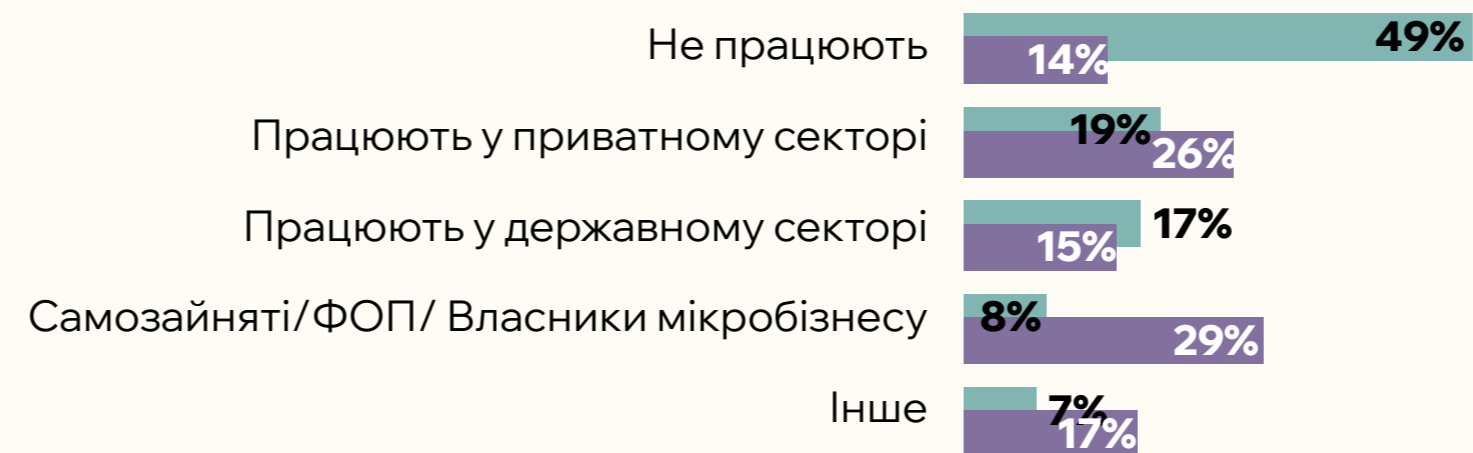 Не працюють 49%
14%
Працюють у приватному секторі 19%
26%
Працюють у державному секторі 17%
15%
Самозайняті/ФОП/ Власники мікробізнесу 8%
29%
Інше 7%
17%